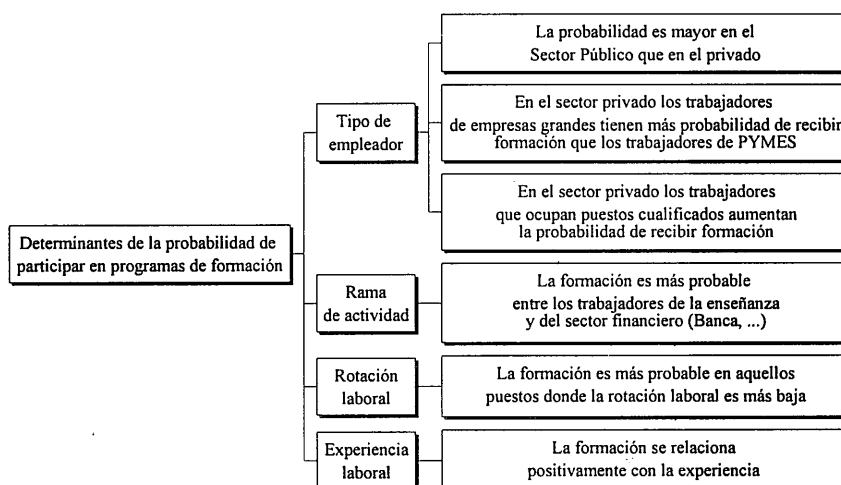 La probabilidad es mayor en el
Sector Público que en el privado
Tipo de
empleador
En el sector privado los trabajadores
de empresas grandes tienen más probabilidad de recibir
formación que los trabajadores de PYMES
En el sector privado los trabajadores
que ocupan puestos cualificados aumentan
la probabilidad de recibir formación
Determinantes de la probabilidad de
participar en programas de formación
Rama
de actividad
La formación es más probable
entre los trabajadores de la enseñanza
y del sector financiero (Banca, ...)
Rotación
laboral
La formación es más probable en aquellos
puestos donde la rotación laboral es más baja
Experiencia
laboral
La formación se relaciona
positivamente con la experiencia